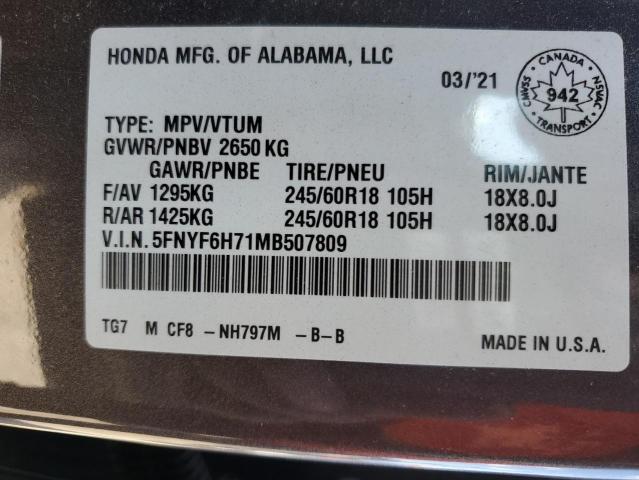 HONDA MFG. OF ALABAMA, LLC
03/'21
CANADA
CMVSS
NSVAC
942
TRANSPORT
TYPE: MPV/VTUM
GVWR/PNBV 2650 KG
GAWR/PNBE TIRE/PNEU RIM/JANTE
F/AV 1295KG 245/60R18 105H 18X8.0J
R/AR 1425KG 245/60R18 105H 18X8.0J
V.I.N. 5FNYF6H71MB507809
TG7 M CF8 -NH797M -B-B
MADE IN U.S.A.